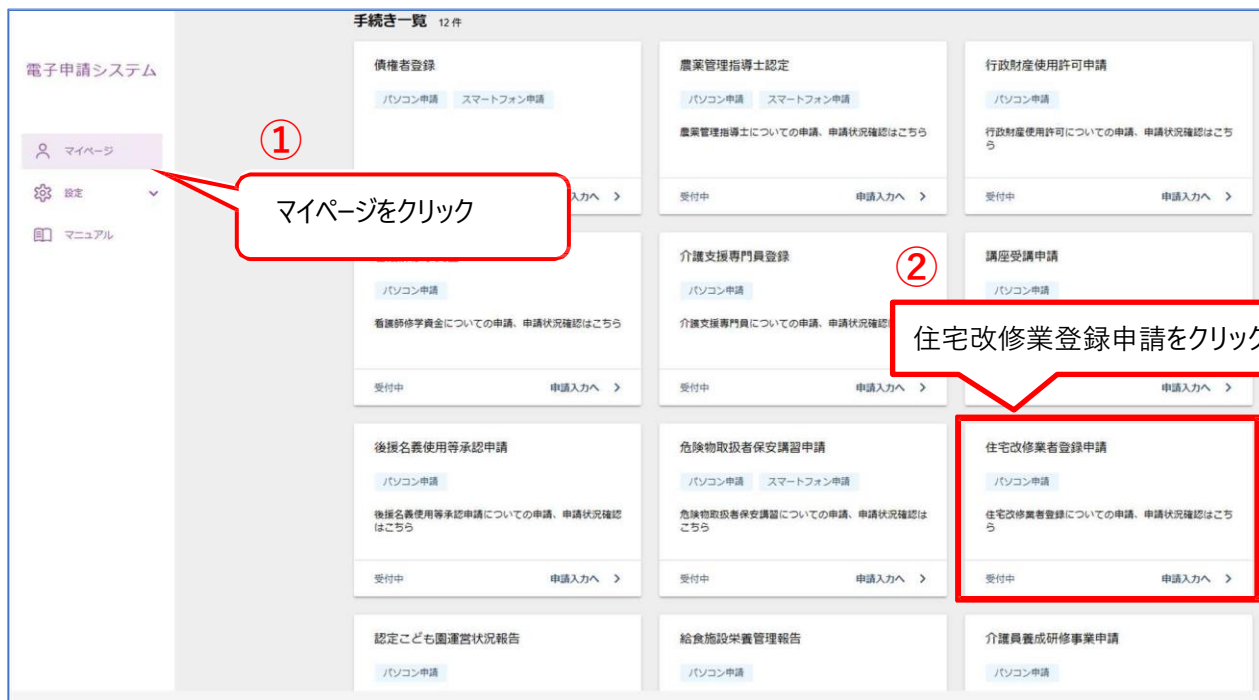 手続き一覧 12 件
電子申請システム
マイページ
設定
マニュアル
①
マイページをクリック
債権者登録
パソコン申請 スマートフォン申請
入力へ
農薬管理指導士認定
パソコン申請 スマートフォン申請
農薬管理指導士についての申請、申請状況確認はこちら
受付中 申請入力へ
行政財産使用許可申請
パソコン申請
行政財産使用許可についての申請、申請状況確認はこち
ら
受付中 申請入力へ
パソコン申請
看護師修学資金についての申請、申請状況確認はこちら
受付中 申請入力へ
介護支援専門員登録
パソコン申請
介護支援専門員についての申請、申請状況確認
受付中 申請入力へ
②
講座受講申請
パソコン申請
住宅改修業登録申請をクリック
申請入力へ
後援名義使用等承認申請
パソコン申請
後援名義使用等承認申請についての申請、申請状況確認
はこちら
受付中 申請入力へ
危険物取扱者保安講習申請
パソコン申請 スマートフォン申請
危険物取扱者保安講習についての申請、申請状況確認は
こちら
受付中 申請入力へ
住宅改修業者登録申請
パソコン申請
住宅改修業者登録についての申請、申請状況確認はこち
ら
受付中 申請入力へ
認定こども園運営状況報告
パソコン申請
給食施設栄養管理報告
パソコン申請
介護員養成研修事業申請
パソコン申請